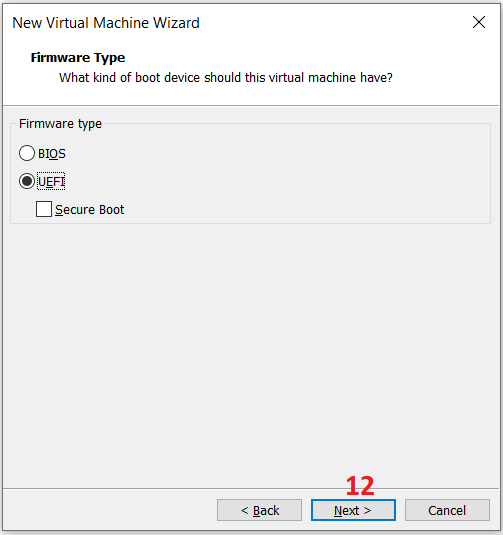 New Virtual Machine Wizard
Firmware Type
What kind of boot device should this virtual machine have?
Firmware type
BIOS
UEFI
Secure Boot
12
< Back Next > Cancel